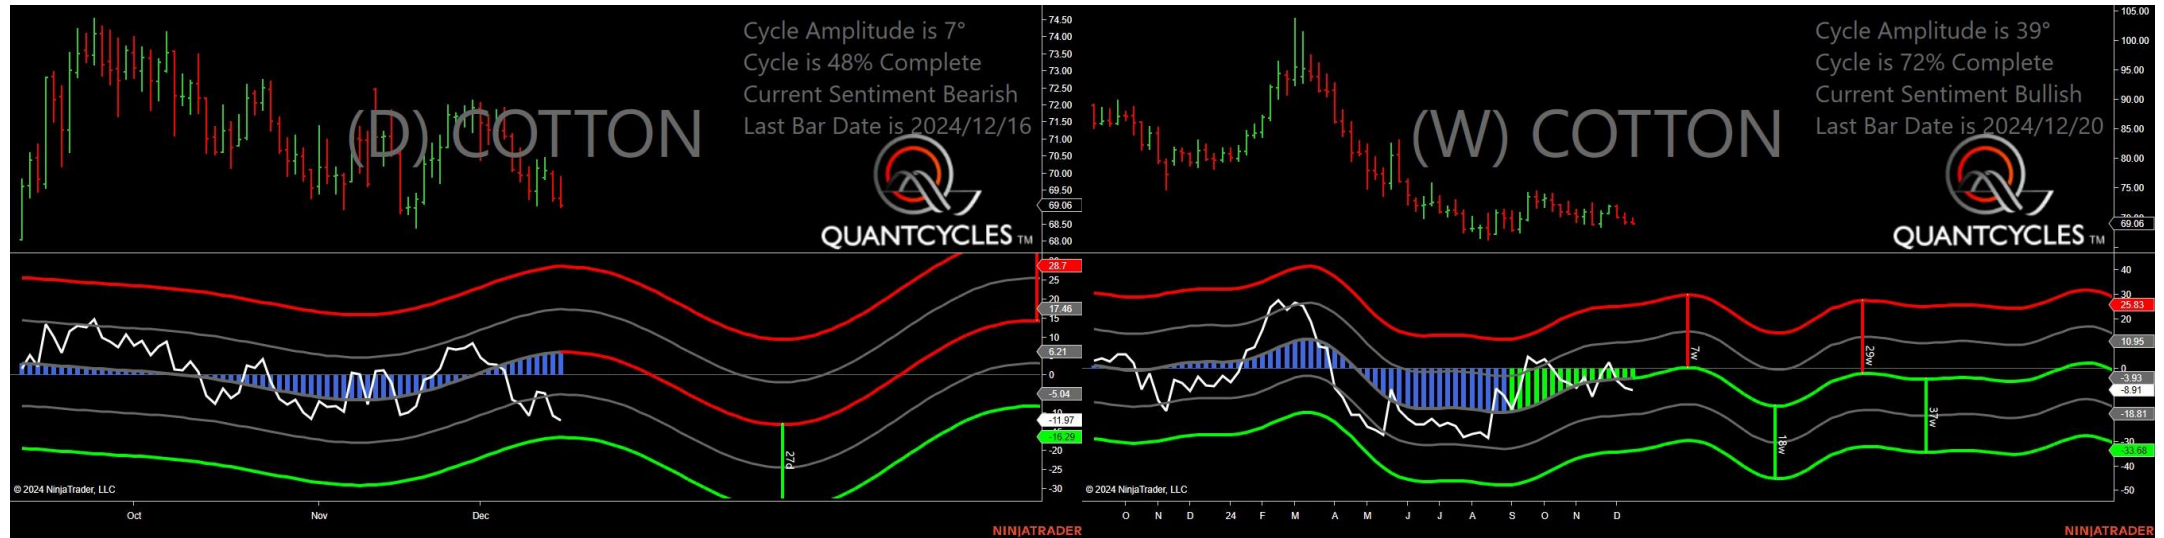 Cycle Amplitude is 7°
Cycle is 48% Complete
Current Sentiment Bearish
Last Bar Date is 2024/12/16
(D) COTTON
QUANTCYCLES TM
74.50
74.00
73.50
73.00
72.50
72.00
71.50
71.00
70.50
70.00
69.50
69.06
68.50
68.00
28.7
25
20
17.46
15
10
6.21
0
-5.04
-11.97
-16.29
-20
-25
-30
27d
© 2024 NinjaTrader, LLC
Oct Nov Dec
NINJATRADER
Cycle Amplitude is 39°
Cycle is 72% Complete
Current Sentiment Bullish
Last Bar Date is 2024/12/20
(W) COTTON
QUANTCYCLES TM
105.00
100.00
95.00
90.00
85.00
80.00
75.00
69.06
40
30
25.83
20
10.95
0
-3.93
-8.91
-18.81
-30
-33.68
-40
-50
7w
18w
29w
37w
© 2024 NinjaTrader, LLC
O N D 24 F M A M J J A S O N D
NINJATRADER